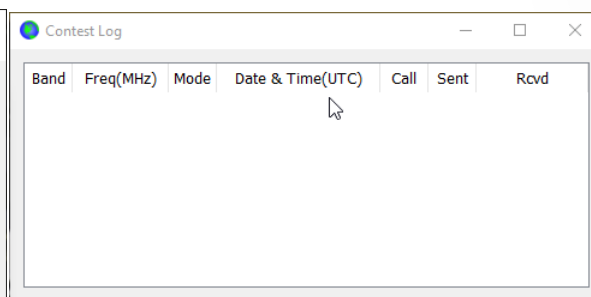 Contest Log
Band Freq(MHz) Mode Date & Time(UTC) Call Sent Rcvd